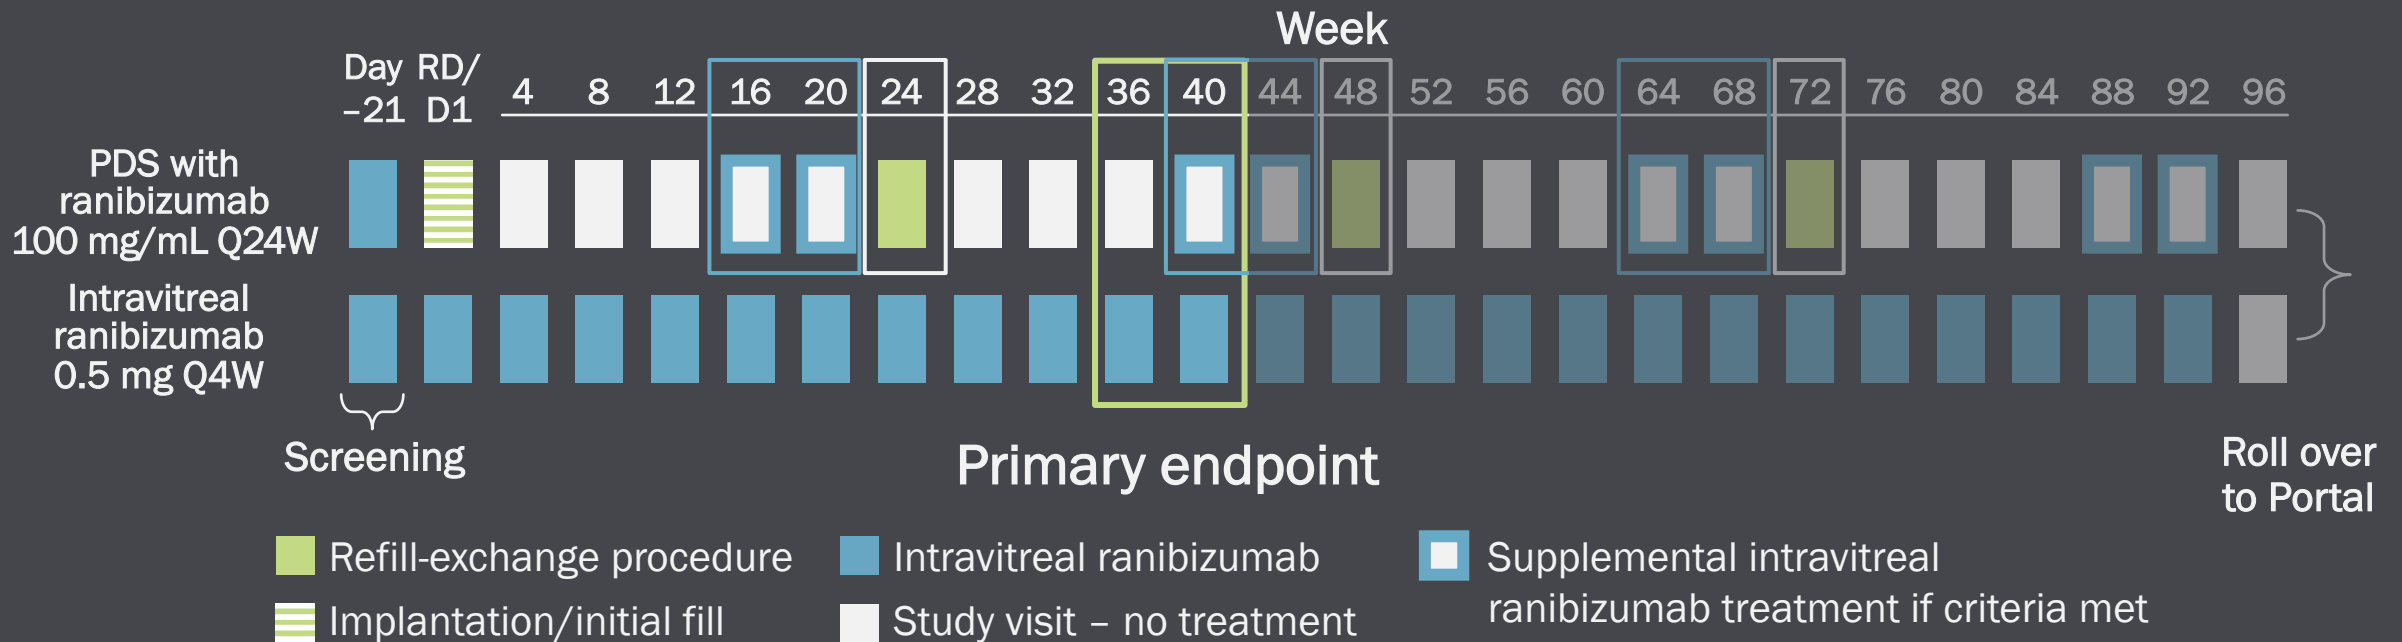 Week
Day RD/ 4 8 12 16 20 24 28 32 36 40 44 48 52 56 60 64 68 72 76 80 84 88 92 96
–21 D1
PDS with
ranibizumab
100 mg/mL Q24W
Intravitreal
ranibizumab
0.5 mg Q4W
Screening
Primary endpoint
Roll over
to Portal
Refill-exchange procedure
Intravitreal ranibizumab
Supplemental intravitreal
ranibizumab treatment if criteria met
Implantation/initial fill
Study visit – no treatment